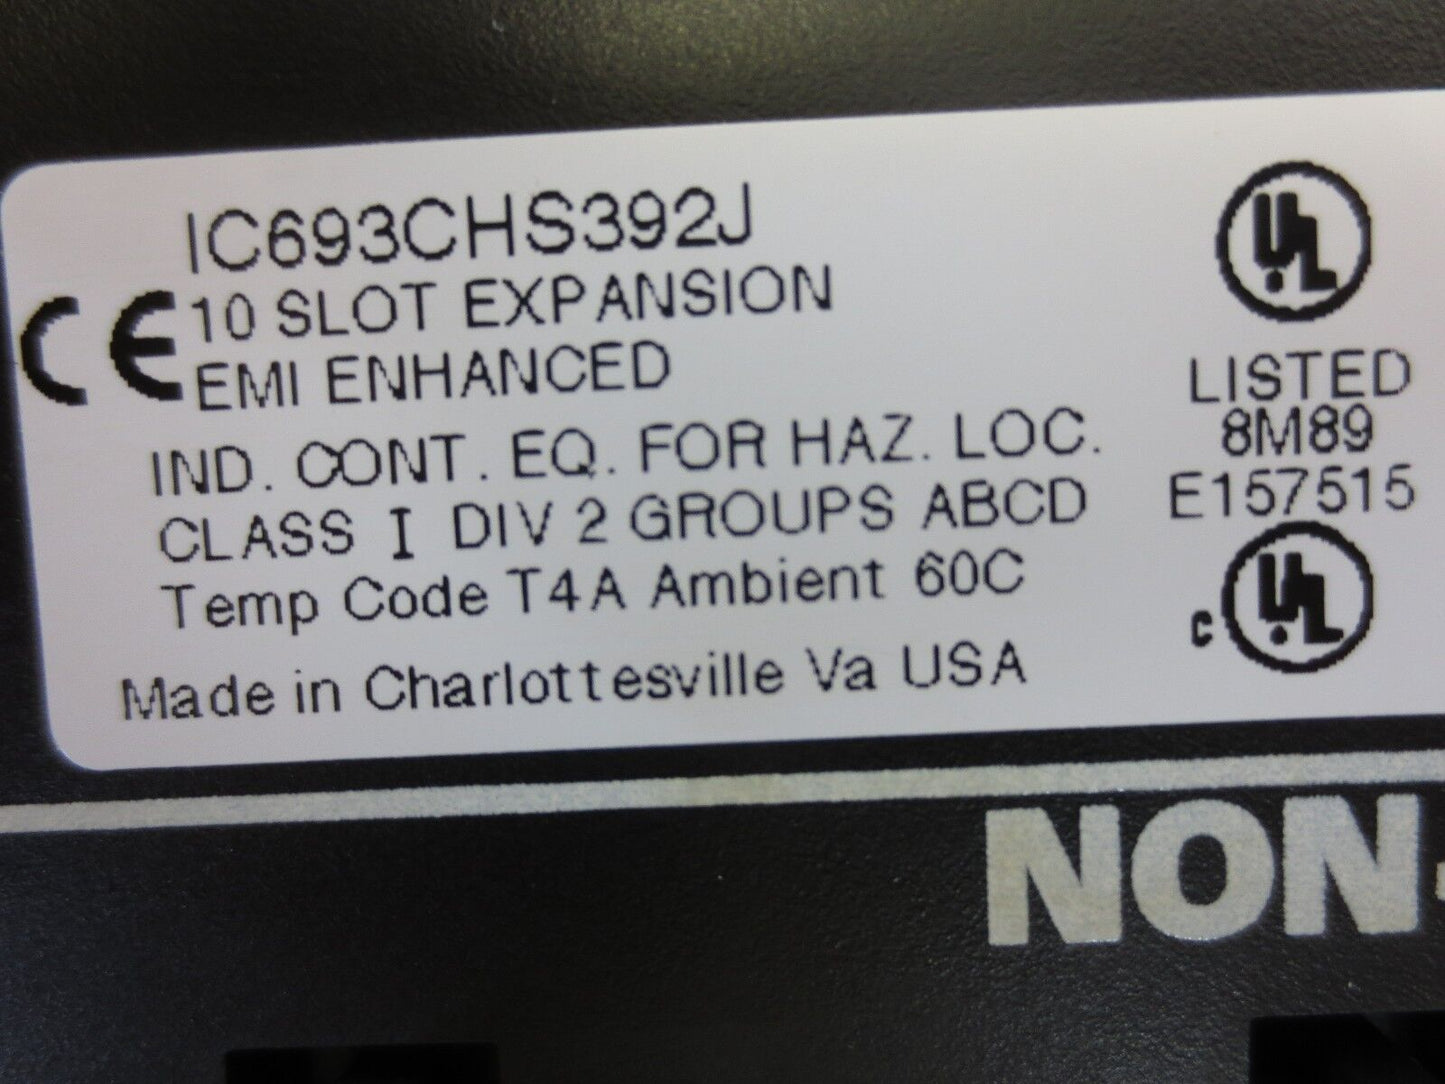 IC693CHS392J
CE
10 SLOT EXPANSION
EMI ENHANCED
IND. CONT. EQ. FOR HAZ. LOC.
CLASS I DIV 2 GROUPS ABCD
Temp Code T4A Ambient 60C
Made in Charlottesville Va USA
UL
LISTED
8M89
E157515
C UL
NON-